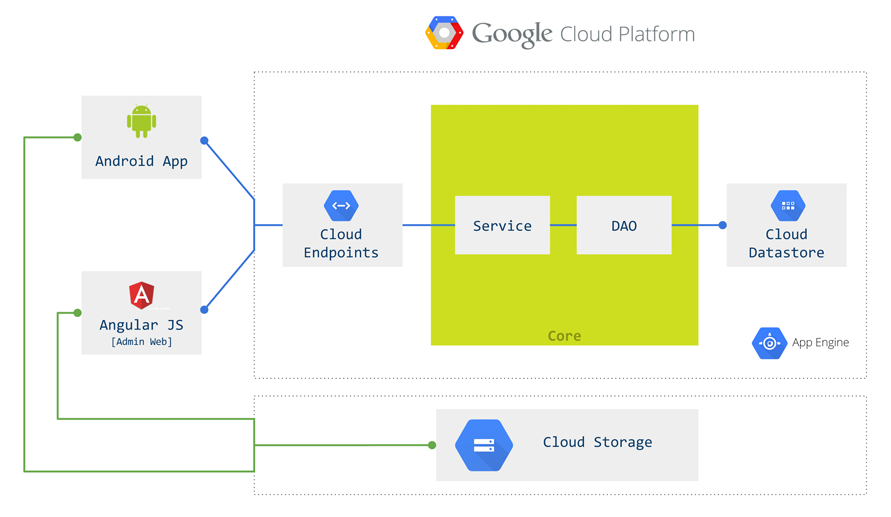 Google Cloud Platform
Android App
Cloud
Endpoints
Service
DAO
Cloud
Datastore
Angular JS
[Admin Web]
Core
App Engine
Cloud Storage